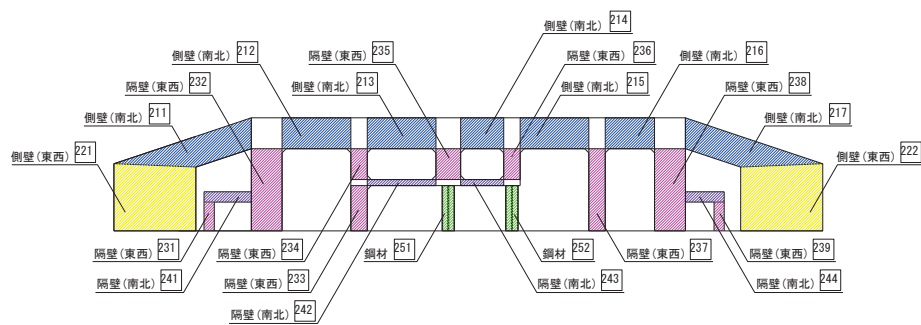 側壁(南北) 214
側壁(南北) 212
隔壁(東西) 235
隔壁(東西) 236
側壁(南北) 216
隔壁(東西) 232
側壁(南北) 213
側壁(南北) 215
隔壁(東西) 238
側壁(南北) 211
側壁(南北) 217
側壁(東西) 221
側壁(東西) 222
隔壁(東西) 231
隔壁(東西) 234
鋼材 251
鋼材 252
隔壁(東西) 237
隔壁(東西) 239
隔壁(南北) 241
隔壁(東西) 233
隔壁(南北) 243
隔壁(南北) 244
隔壁(南北) 242